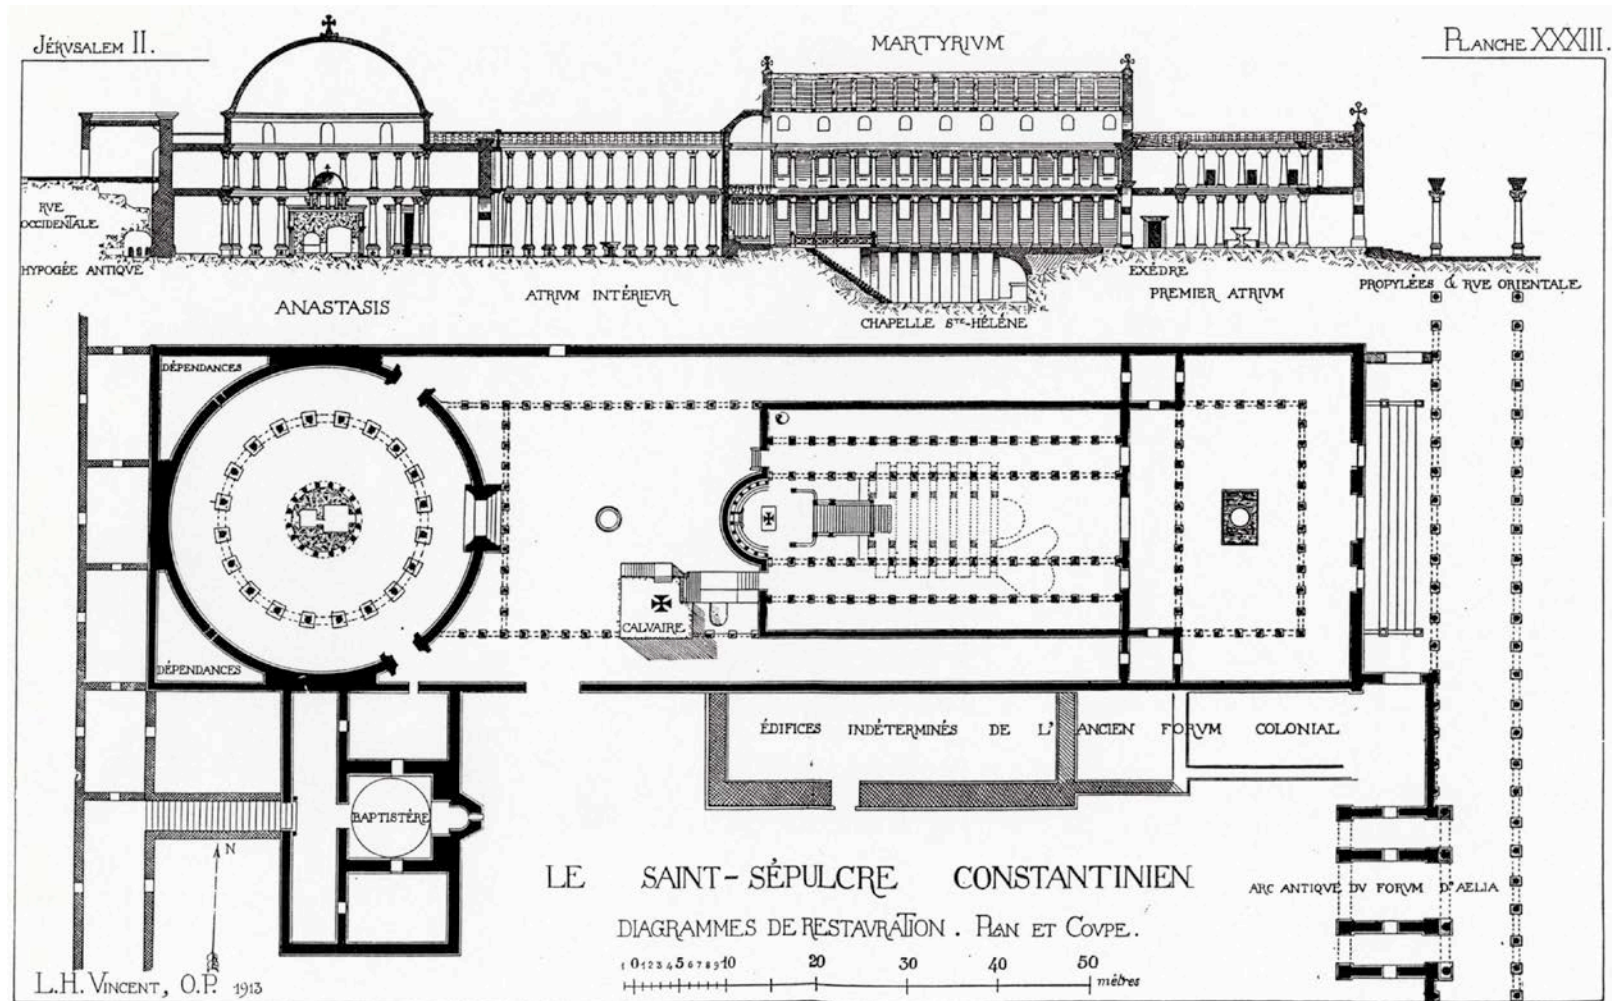 JÉRVSALEM II.
MARTYRIVM
PLANCHE XXXIII.
RVE
OCCIDENTALE
HYPOGÉE ANTIQVE
ANASTASIS
ATRIVM INTÉRIEVR
CHAPELLE STE-HÉLÈNE
EXÈDRE
PREMIER ATRIVM
PROPYLÉES & RVE ORIENTALE
DÉPENDANCES
CALVAIRE
DÉPENDANCES
ÉDIFICES INDÉTERMINÉS DE L'ANCIEN FORVM COLONIAL
BAPTISTÈRE
N
LE SAINT-SÉPULCRE CONSTANTINIEN
ARC ANTIQVE DV FORVM D'AELIA
DIAGRAMMES DE RESTAVRATION. PLAN ET COVPE.
1 0 1 2 3 4 5 6 7 8 9 10 20 30 40 50 mètres
L.H. VINCENT, O.P. 1913